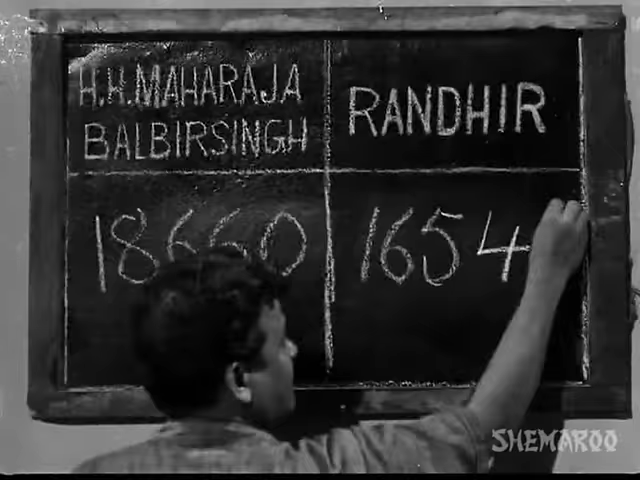 H.H.MAHARAJA
BALBIRSINGH
RANDHIR
18660
1654
SHEMAROO